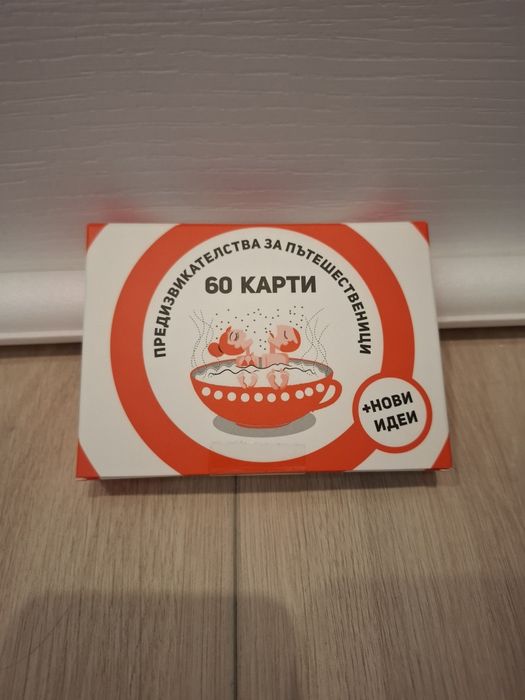 ПРЕДИЗВИКАТЕЛСТВА ЗА ПЪТЕШЕСТВЕНИЦИ
60 КАРТИ
+НОВИ
ИДЕИ